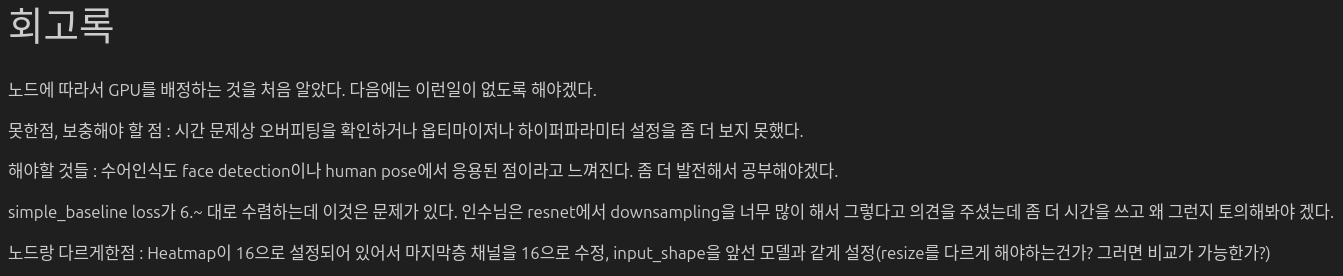 회고록
노드에 따라서 GPU를 배정하는 것을 처음 알았다. 다음에는 이런일이 없도록 해야겠다.
못한점, 보충해야 할 점 : 시간 문제상 오버피팅을 확인하거나 옵티마이저나 하이퍼파라미터 설정을 좀 더 보지 못했다.
해야할 것들 : 수어인식도 face detection이나 human pose에서 응용된 점이라고 느껴진다. 좀 더 발전해서 공부해야겠다.
simple_baseline loss가 6.~ 대로 수렴하는데 이것은 문제가 있다. 인수님은 resnet에서 downsampling을 너무 많이 해서 그렇다고 의견을 주셨는데 좀 더 시간을 쓰고 왜 그런지 토의해봐야 겠다.
노드랑 다르게한점 : Heatmap이 16으로 설정되어 있어서 마지막층 채널을 16으로 수정, input_shape을 앞선 모델과 같게 설정(resize를 다르게 해야하는건가? 그러면 비교가 가능한가?)